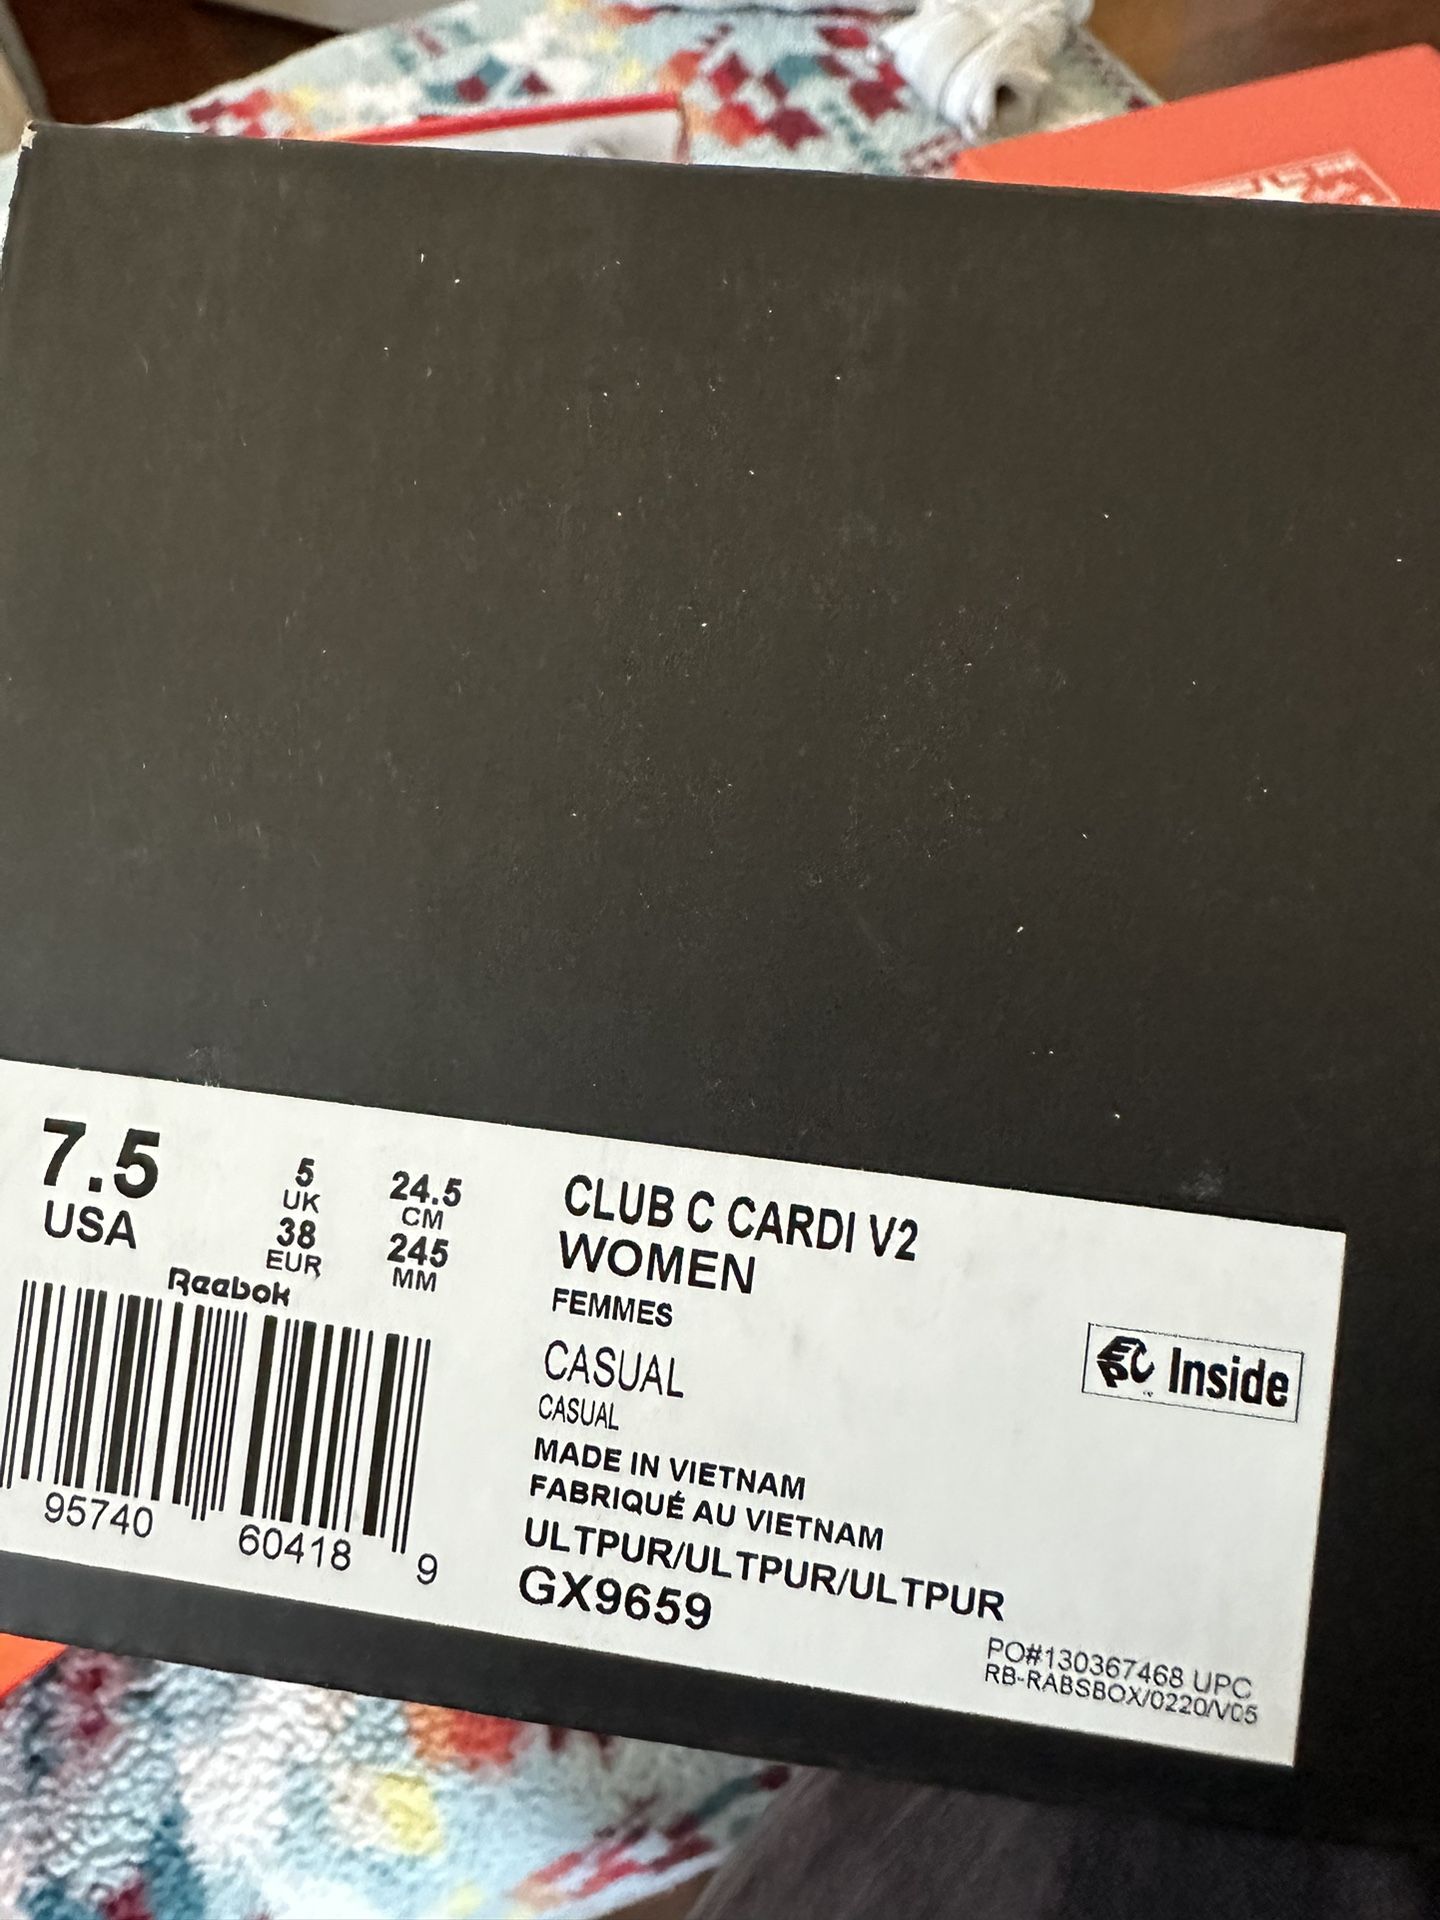 7.5
USA
5
UK
38
EUR
24.5
CM
245
MM
Reebok
95740 60418 9
CLUB C CARDI V2
WOMEN
FEMMES
CASUAL
CASUAL
MADE IN VIETNAM
FABRIQUÉ AU VIETNAM
ULTPUR/ULTPUR/ULTPUR
GX9659
EPC Inside
PO#130367468 UPC
RB-RABSBOX/0220/V05